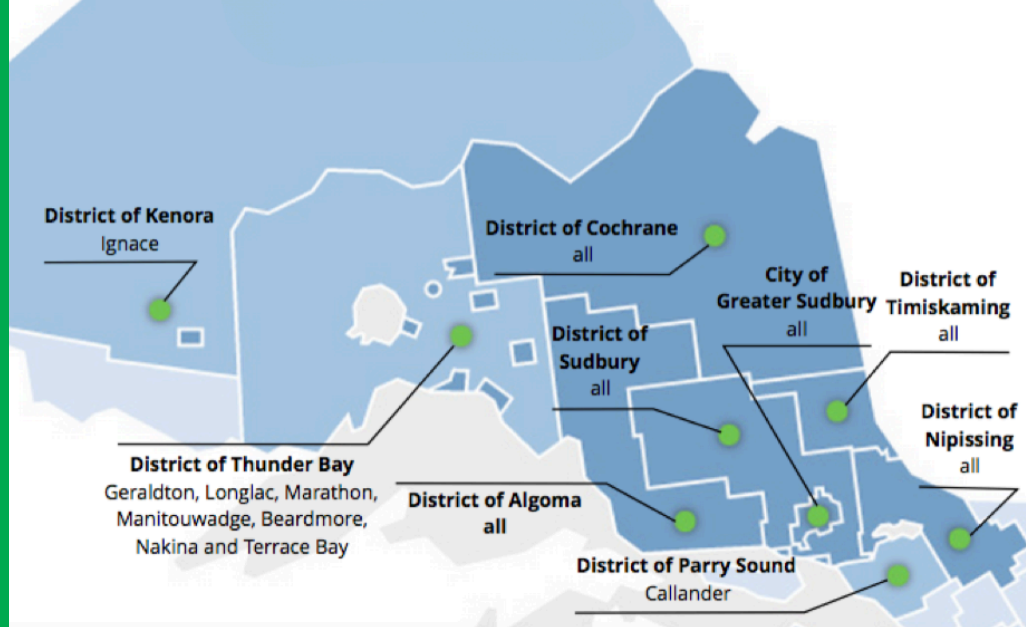 District of Kenora
Ignace
District of Cochrane
all
City of
Greater Sudbury
all
District of
Timiskaming
all
District of
Sudbury
all
District of
Nipissing
all
District of Thunder Bay
Geraldton, Longlac, Marathon,
Manitouwadge, Beardmore,
Nakina and Terrace Bay
District of Algoma
all
District of Parry Sound
Callander